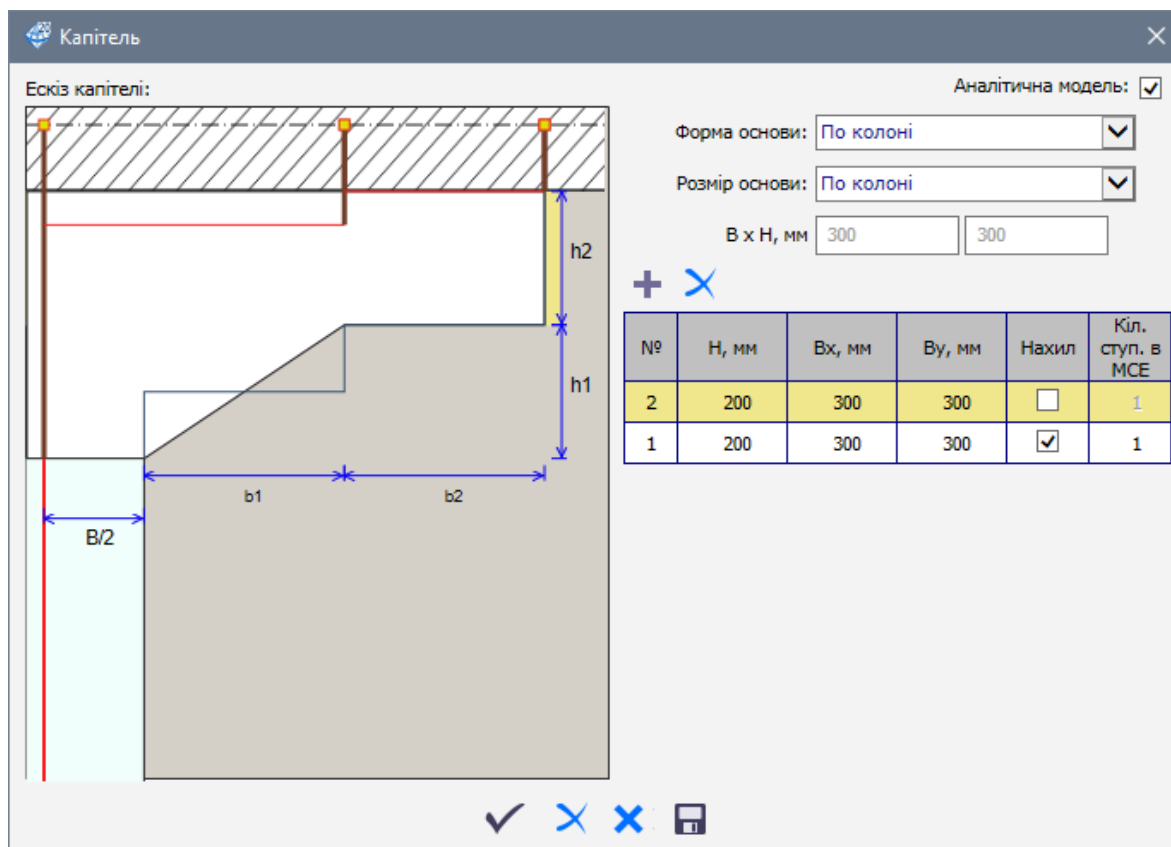 Капітель
Ескіз капітелі:
Аналітична модель:
Форма основи: По колоні
Розмір основи: По колоні
B x H, мм 300 300
h2
h1
b1 b2
B/2
№ H, мм Bx, мм By, мм Нахил Кіл. ступ. в МСЕ
2 200 300 300 1
1 200 300 300 1